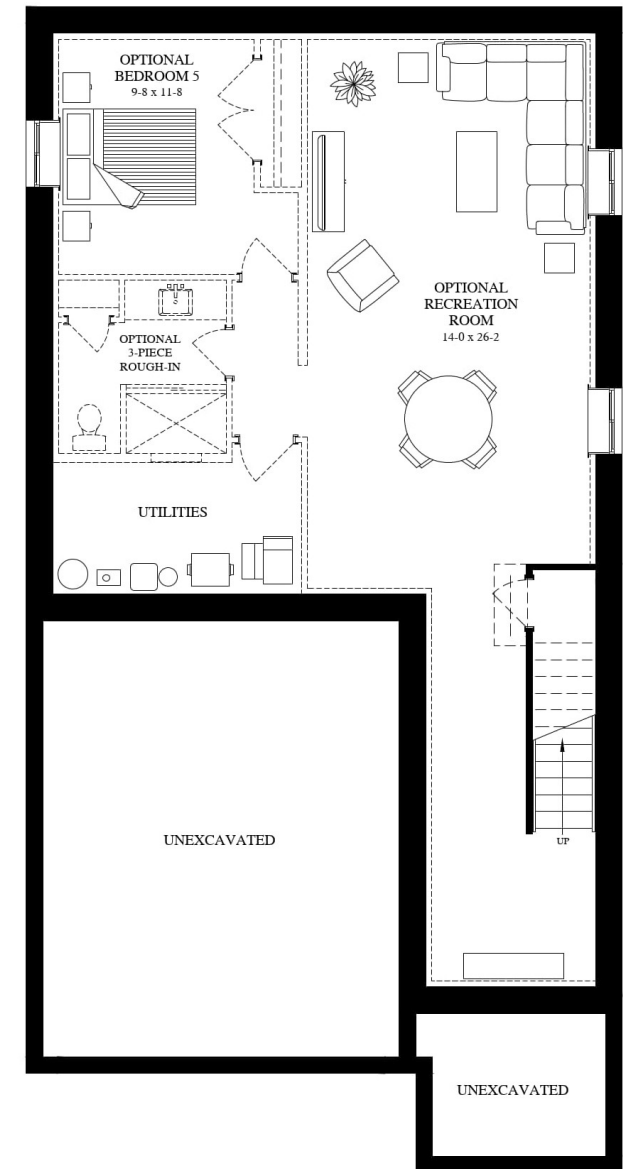 OPTIONAL
BEDROOM 5
9-8 x 11-8
OPTIONAL
RECREATION
ROOM
14-0 x 26-2
OPTIONAL
3-PIECE
ROUGH-IN
UTILITIES
UNEXCAVATED
UP
UNEXCAVATED